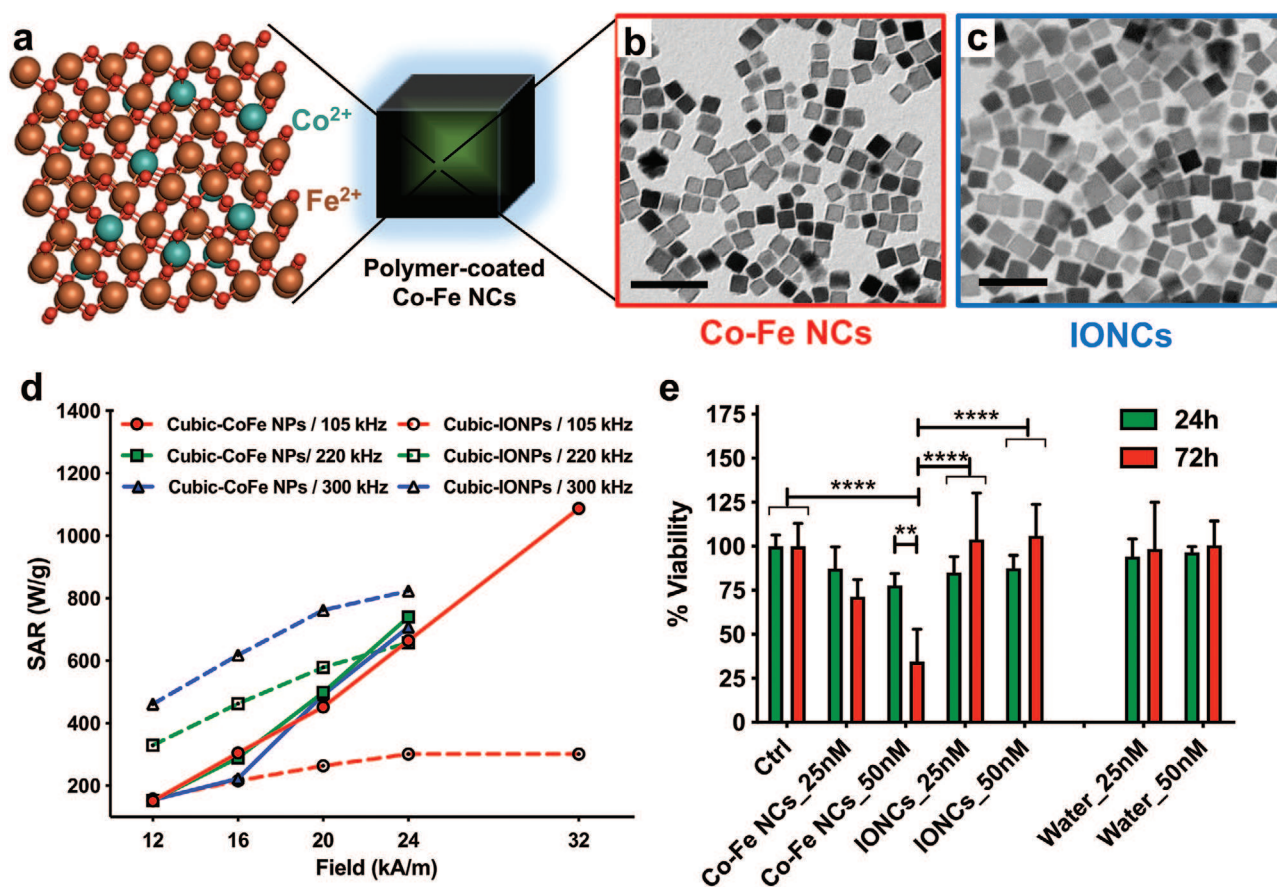 a
Co2+
Fe2+
Polymer-coated
Co-Fe NCs
b
Co-Fe NCs
c
IONCs
d
1400
1200
1000
800
600
400
200
SAR (W/g)
Cubic-CoFe NPs / 105 kHz
Cubic-IONPs / 105 kHz
Cubic-CoFe NPs/ 220 kHz
Cubic-IONPs / 220 kHz
Cubic-CoFe NPs / 300 kHz
Cubic-IONPs / 300 kHz
12
16
20
24
32
Field (kA/m)
e
175
150
125
100
75
50
25
0
% Viability
24h
72h
****
****
****
**
Ctrl
Co-Fe NCs_25nM
Co-Fe NCs_50nM
IONCs_25nM
IONCs_50nM
Water_25nM
Water_50nM